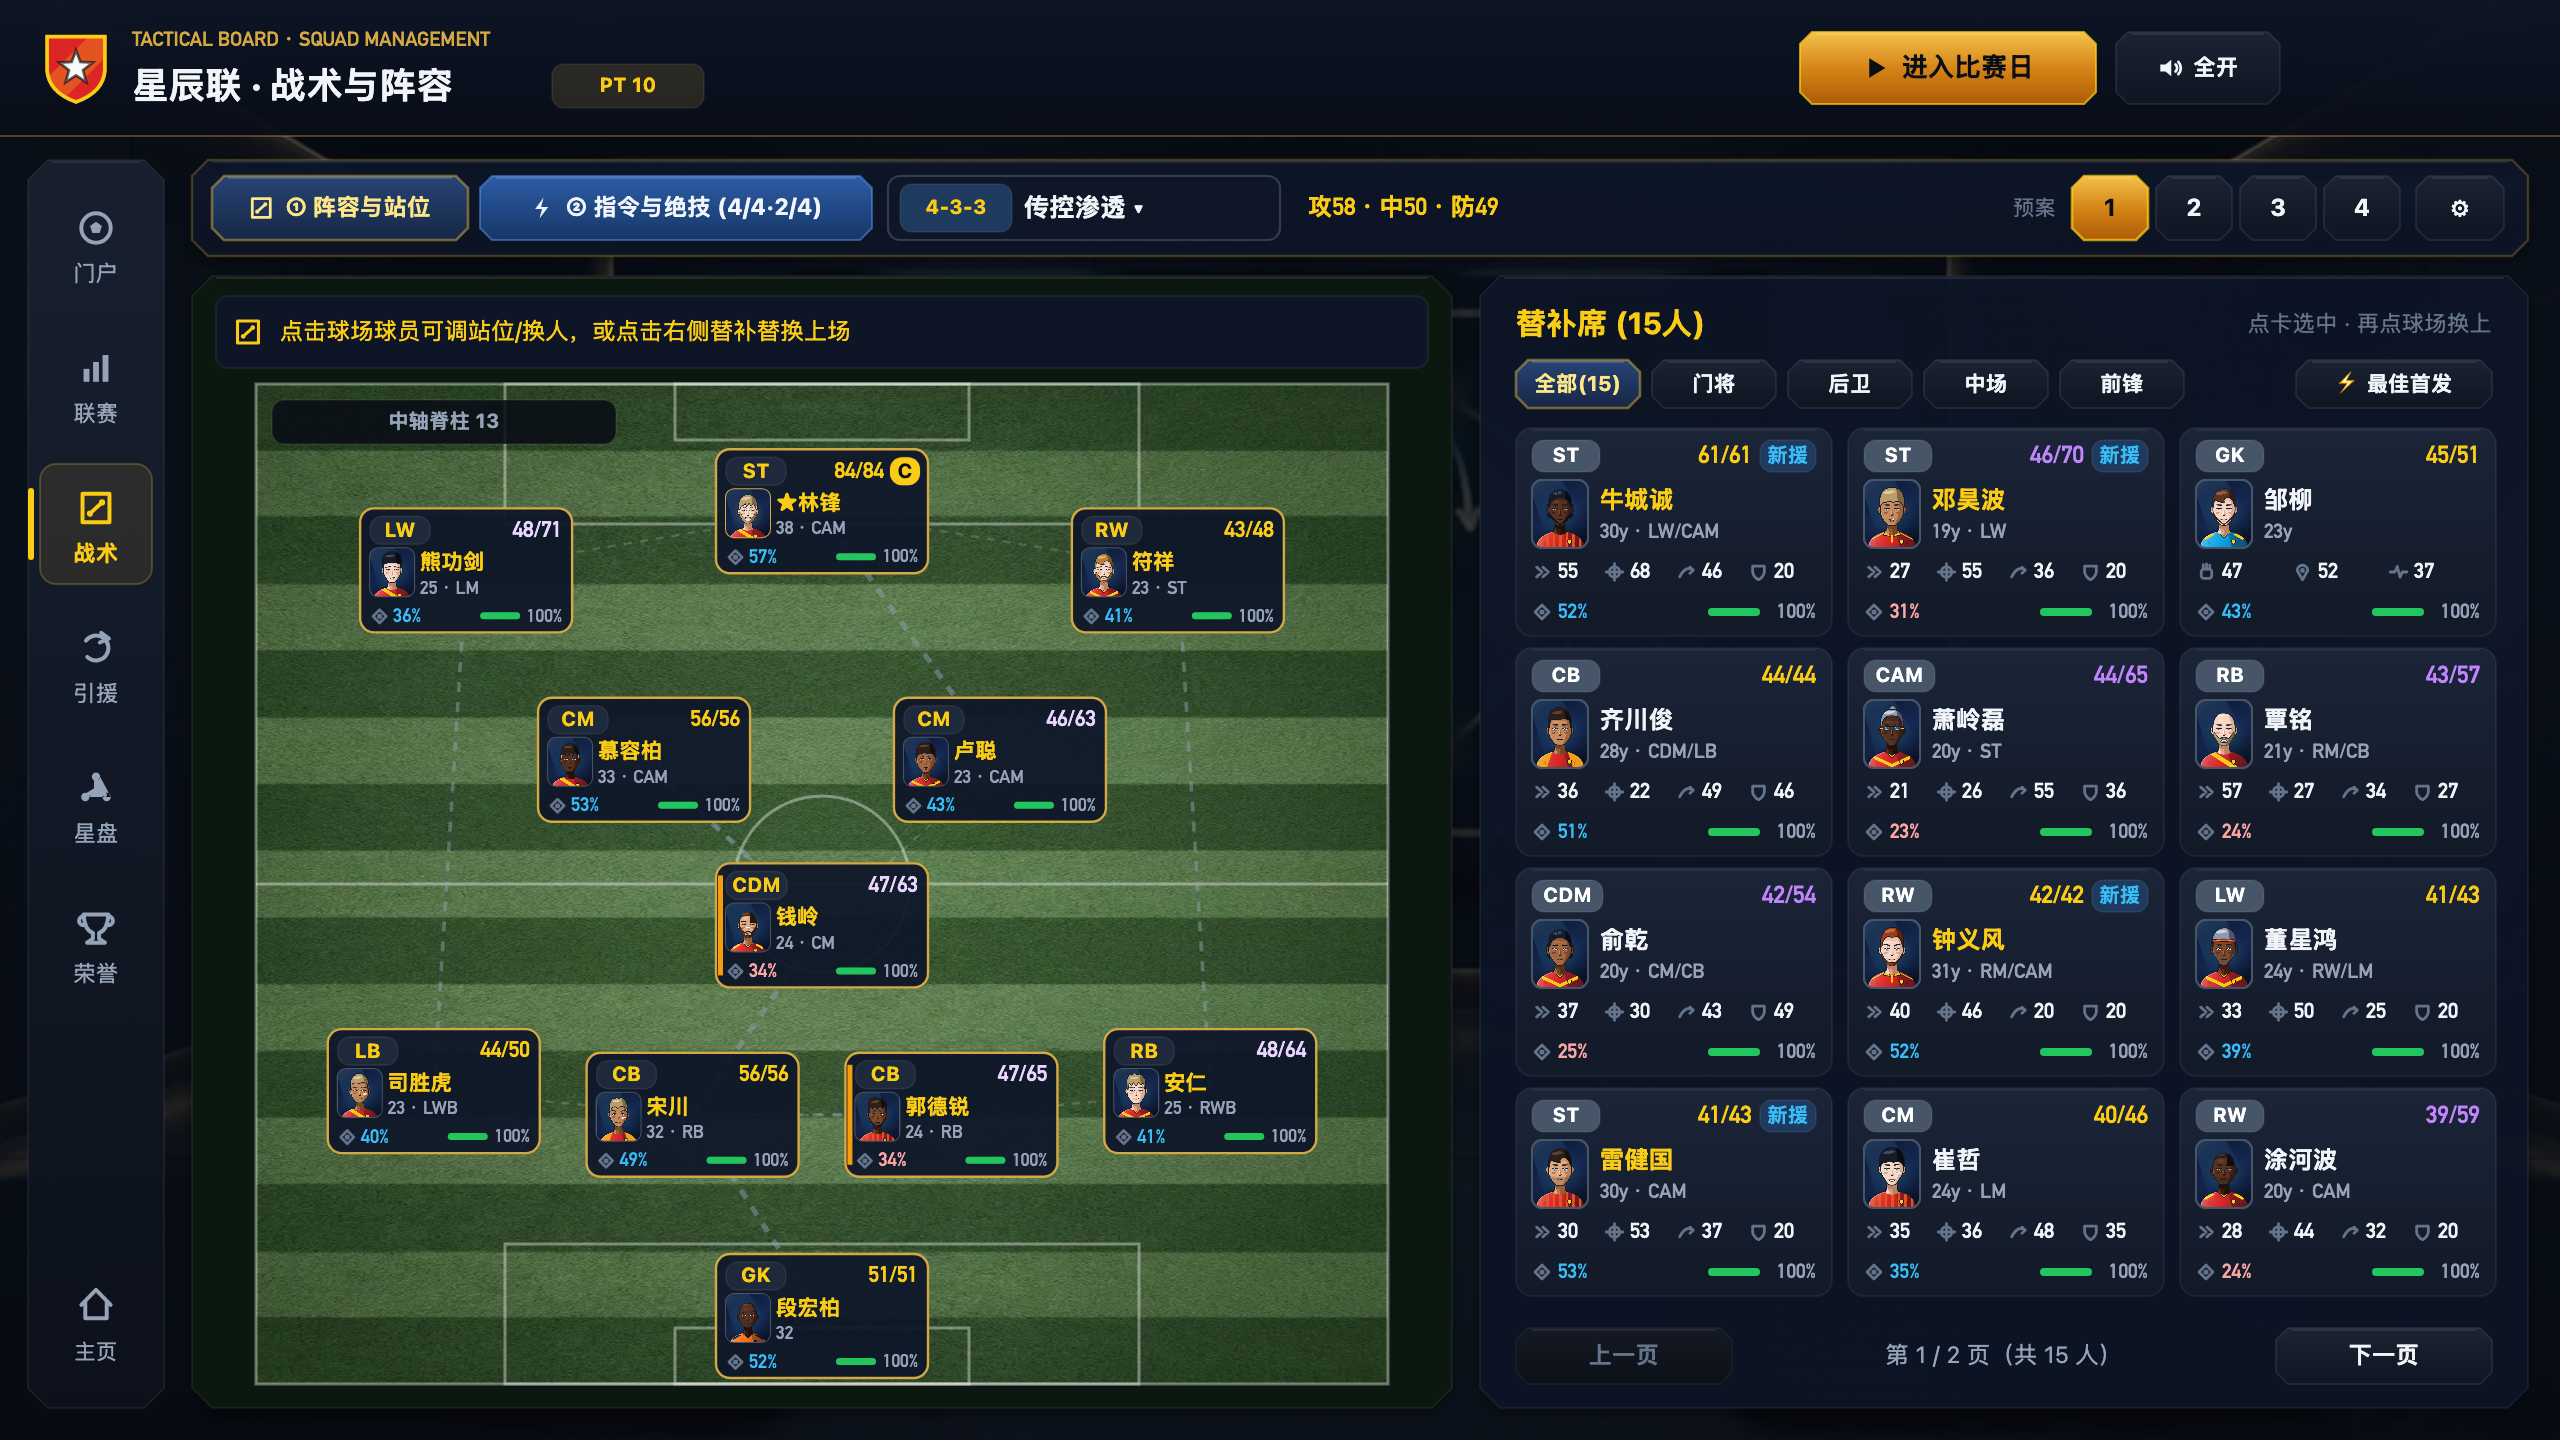 TACTICAL BOARD · SQUAD MANAGEMENT
星辰联 · 战术与阵容
PT 10
▶ 进入比赛日
全开
门户
联赛
战术
引援
星盘
荣誉
主页
① 阵容与站位
② 指令与绝技 (4/4·2/4)
4-3-3 传控渗透 ▾
攻58 · 中50 · 防49
预案 1 2 3 4
点击球场球员可调站位/换人，或点击右侧替补替换上场
中轴脊柱 13
ST 84/84 C
★林锋
38 · CAM
57% 100%
LW 48/71
熊功剑
25 · LM
36% 100%
RW 43/48
符祥
23 · ST
41% 100%
CM 56/56
慕容柏
33 · CAM
53% 100%
CM 46/63
卢聪
23 · CAM
43% 100%
CDM 47/63
钱岭
24 · CM
34% 100%
LB 44/50
司胜虎
23 · LWB
40% 100%
CB 56/56
宋川
32 · RB
49% 100%
CB 47/65
郭德锐
24 · RB
34% 100%
RB 48/64
安仁
25 · RWB
41% 100%
GK 51/51
段宏柏
32
52% 100%
替补席 (15人)
点卡选中 · 再点球场换上
全部(15) 门将 后卫 中场 前锋 最佳首发
ST 61/61 新援
牛城诚
30y · LW/CAM
55 68 46 20
52% 100%
ST 46/70 新援
邓昊波
19y · LW
27 55 36 20
31% 100%
GK 45/51
邹柳
23y
47 52 37
43% 100%
CB 44/44
齐川俊
28y · CDM/LB
36 22 49 46
51% 100%
CAM 44/65
萧岭磊
20y · ST
21 26 55 36
23% 100%
RB 43/57
覃铭
21y · RM/CB
57 27 34 27
24% 100%
CDM 42/54
俞乾
20y · CM/CB
37 30 43 49
25% 100%
RW 42/42 新援
钟义风
31y · RM/CAM
40 46 20 20
52% 100%
LW 41/43
董星鸿
24y · RW/LM
33 50 25 20
39% 100%
ST 41/43 新援
雷健国
30y · CAM
30 53 37 20
53% 100%
CM 40/46
崔哲
24y · LM
35 36 48 35
35% 100%
RW 39/59
涂河波
20y · CAM
28 44 32 20
24% 100%
上一页
第 1 / 2 页（共 15 人）
下一页